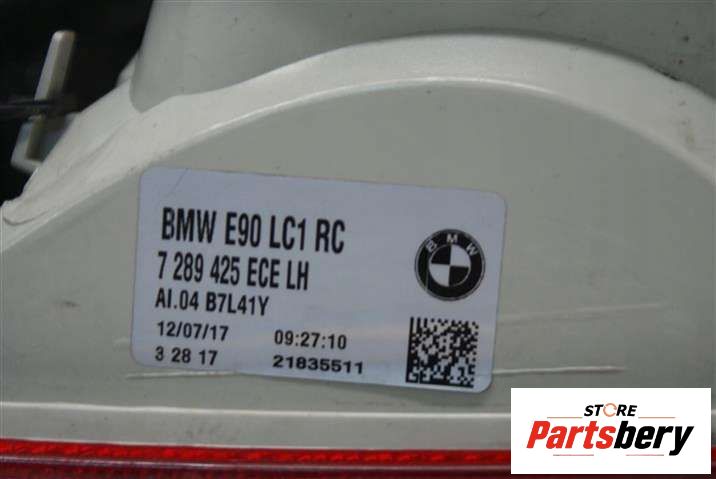 BMW E90 LC1 RC
7 289 425 ECE LH
AI.04 B7L41Y
12/07/17 09:27:10
3 28 17 21835511
BMW
STORE
Partsbery